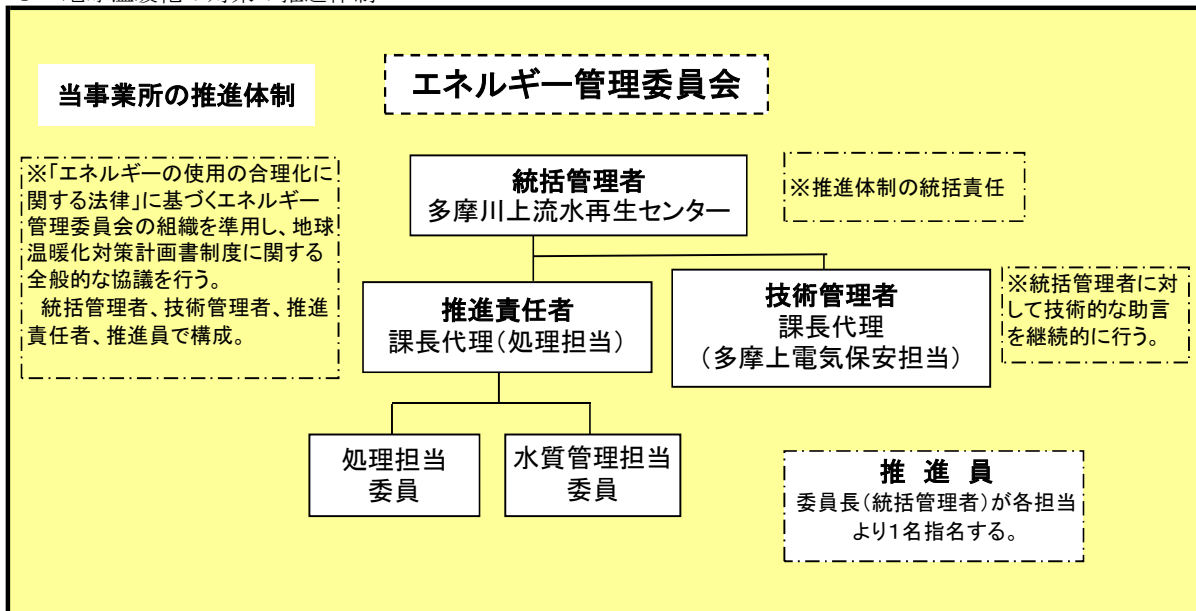 エネルギー管理委員会
当事業所の推進体制
※「エネルギーの使用の合理化に
関する法律」に基づくエネルギー
管理委員会の組織を準用し、地球
温暖化対策計画書制度に関する
全般的な協議を行う。
統括管理者、技術管理者、推進
責任者、推進員で構成。
統括管理者
多摩川上流水再生センター
※推進体制の統括責任
推進責任者
課長代理(処理担当)
技術管理者
課長代理
(多摩上電気保安担当)
※統括管理者に対
して技術的な助言
を継続的に行う。
処理担当
委員
水質管理担当
委員
推 進 員
委員長(統括管理者)が各担当
より1名指名する。